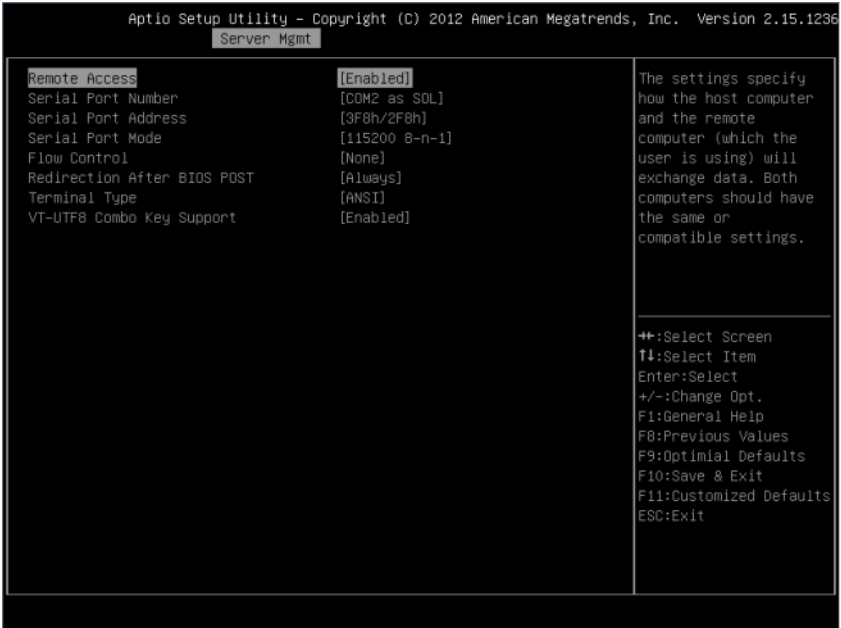 Aptio Setup Utility – Copyright (C) 2012 American Megatrends, Inc. Version 2.15.1236
Server Mgmt
Remote Access [Enabled]
Serial Port Number [COM2 as SOL]
Serial Port Address [3F8h/2F8h]
Serial Port Mode [115200 8-n-1]
Flow Control [None]
Redirection After BIOS POST [Always]
Terminal Type [ANSI]
VT-UTF8 Combo Key Support [Enabled]
The settings specify
how the host computer
and the remote
computer (which the
user is using) will
exchange data. Both
computers should have
the same or
compatible settings.
→←:Select Screen
↑↓:Select Item
Enter:Select
+/-:Change Opt.
F1:General Help
F8:Previous Values
F9:Optimial Defaults
F10:Save & Exit
F11:Customized Defaults
ESC:Exit